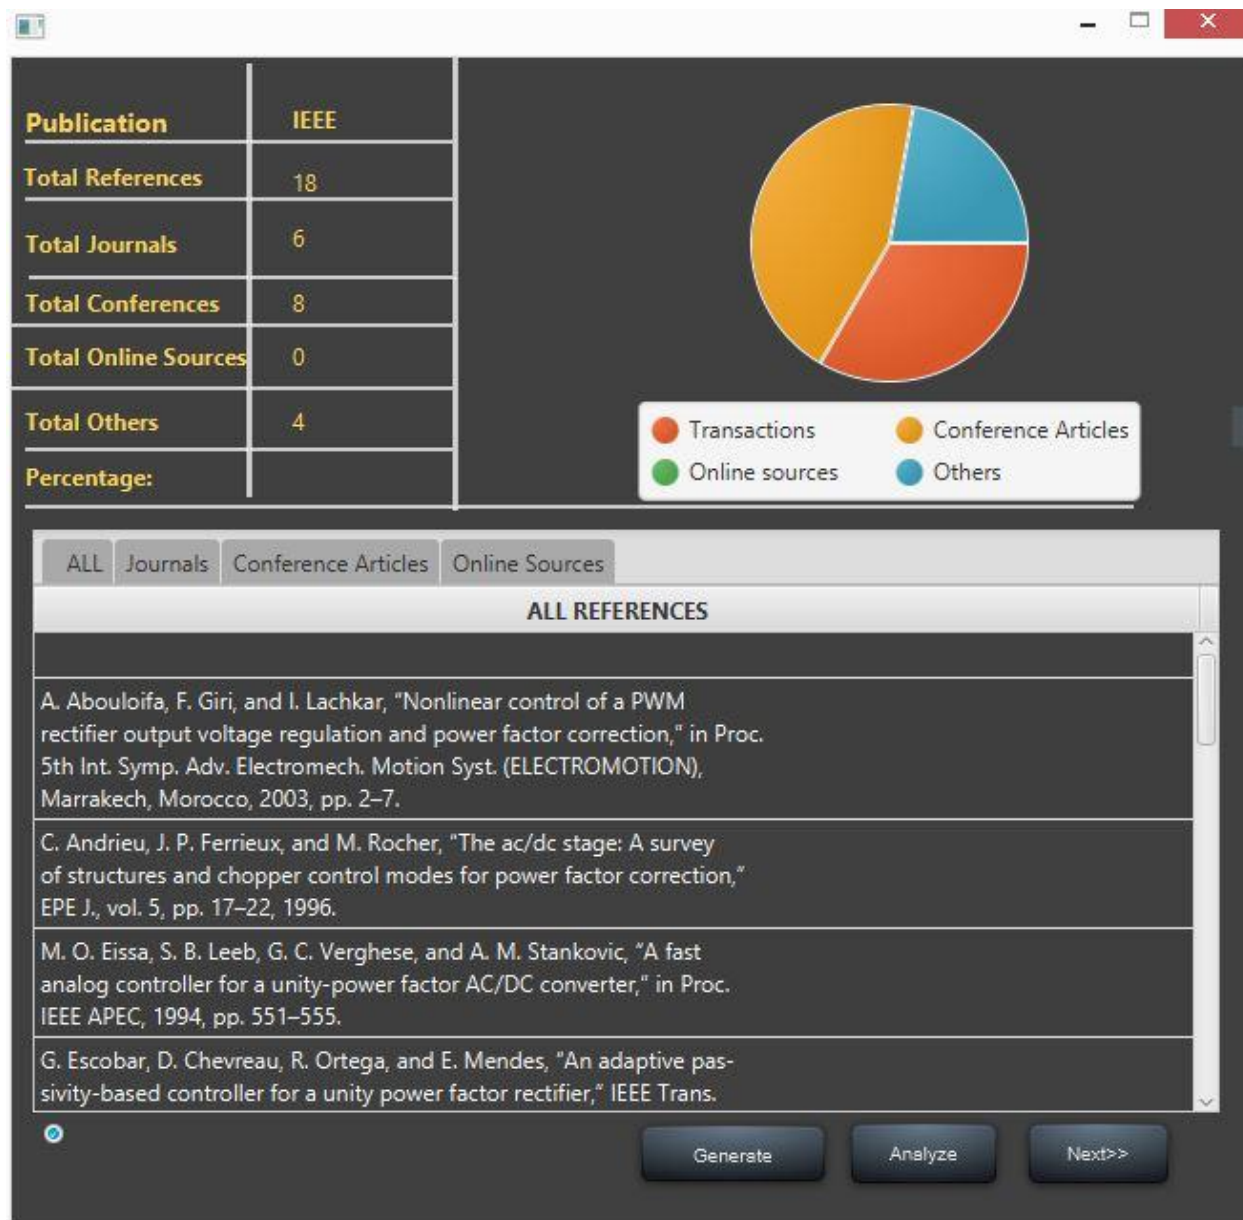 Publication IEEE
Total References 18
Total Journals 6
Total Conferences 8
Total Online Sources 0
Total Others 4
Percentage:
Transactions Conference Articles
Online sources Others
ALL Journals Conference Articles Online Sources
ALL REFERENCES
A. Abouloifa, F. Giri, and I. Lachkar, “Nonlinear control of a PWM
rectifier output voltage regulation and power factor correction,” in Proc.
5th Int. Symp. Adv. Electromech. Motion Syst. (ELECTROMOTION),
Marrakech, Morocco, 2003, pp. 2–7.
C. Andrieu, J. P. Ferrieux, and M. Rocher, “The ac/dc stage: A survey
of structures and chopper control modes for power factor correction,”
EPE J., vol. 5, pp. 17–22, 1996.
M. O. Eissa, S. B. Leeb, G. C. Verghese, and A. M. Stankovic, “A fast
analog controller for a unity-power factor AC/DC converter,” in Proc.
IEEE APEC, 1994, pp. 551–555.
G. Escobar, D. Chevreau, R. Ortega, and E. Mendes, “An adaptive pas-
sivity-based controller for a unity power factor rectifier,” IEEE Trans.
Generate Analyze Next>>